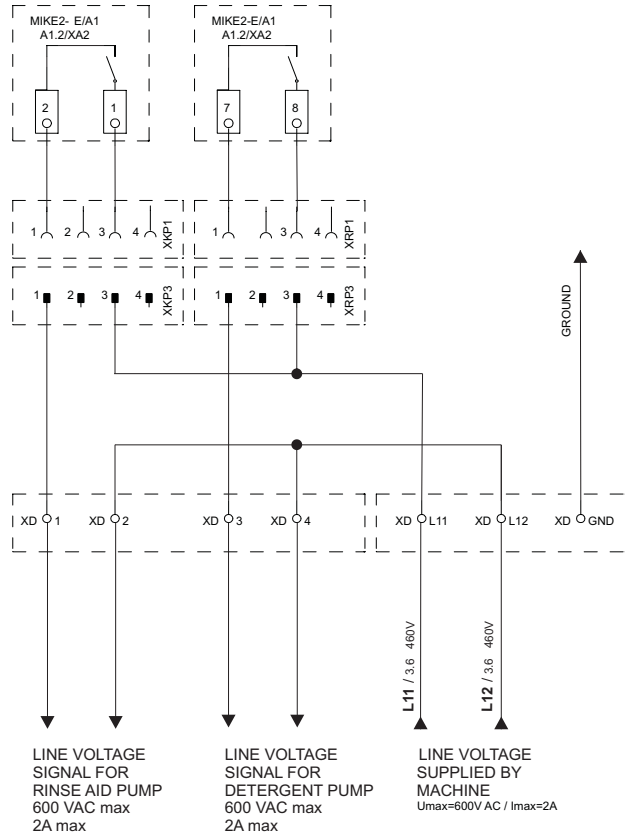 MIKE2- E/A1
A1.2/XA2
MIKE2-E/A1
A1.2/XA2
2
1
7
8
1
2
3
4
XKP1
1
3
4
XRP1
1
2
3
4
XKP3
1
2
3
4
XRP3
GROUND
XD 1
XD 2
XD 3
XD 4
XD L11
XD L12
XD GND
L11 / 3.6 460V
L12 / 3.6 460V
LINE VOLTAGE
SIGNAL FOR
RINSE AID PUMP
600 VAC max
2A max
LINE VOLTAGE
SIGNAL FOR
DETERGENT PUMP
600 VAC max
2A max
LINE VOLTAGE
SUPPLIED BY
MACHINE
Umax=600V AC / Imax=2A